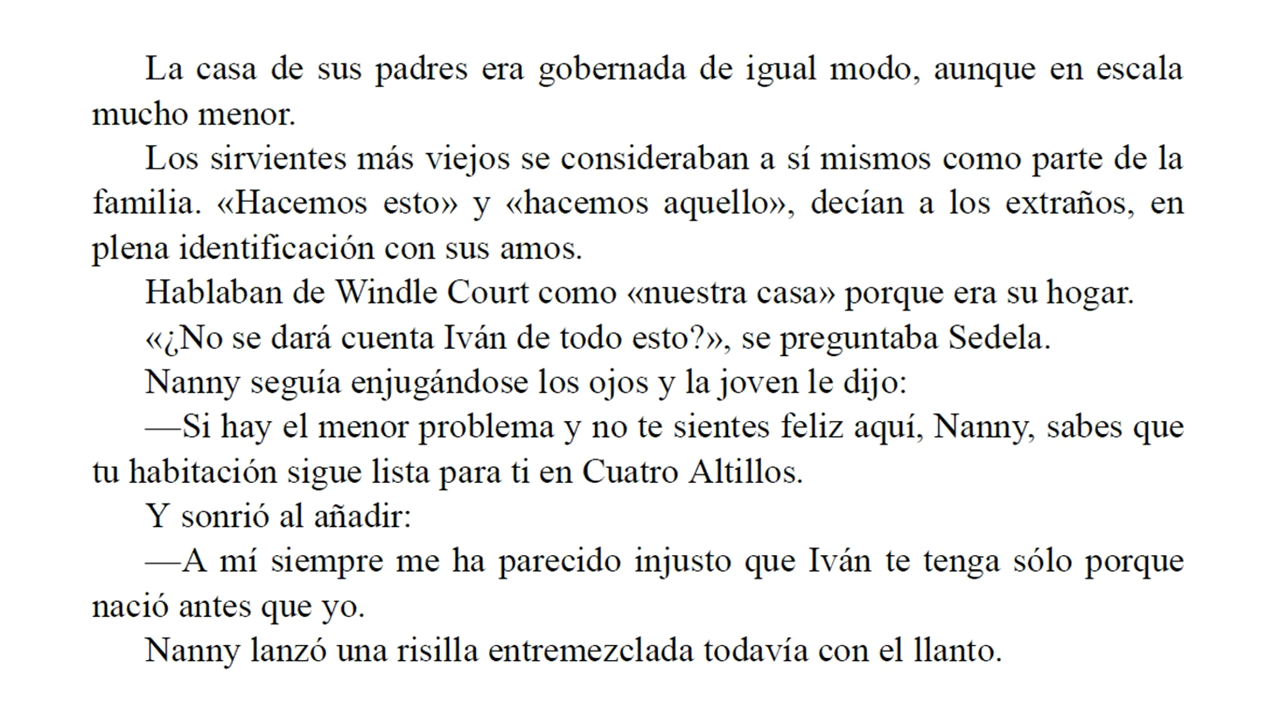 La casa de sus padres era gobernada de igual modo, aunque en escala
mucho menor.
Los sirvientes más viejos se consideraban a sí mismos como parte de la
familia. «Hacemos esto» y «hacemos aquello», decían a los extraños, en
plena identificación con sus amos.
Hablaban de Windle Court como «nuestra casa» porque era su hogar.
«¿No se dará cuenta Iván de todo esto?», se preguntaba Sedela.
Nanny seguía enjugándose los ojos y la joven le dijo:
—Si hay el menor problema y no te sientes feliz aquí, Nanny, sabes que
tu habitación sigue lista para ti en Cuatro Altillos.
Y sonrió al añadir:
—A mí siempre me ha parecido injusto que Iván te tenga sólo porque
nació antes que yo.
Nanny lanzó una risilla entremezclada todavía con el llanto.